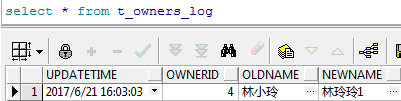 select * from t_owners_log
UPDATETIME OWNERID OLDNAME NEWNAME
1 2017/6/21 16:03:03 4 林小玲 ... 林玲玲1 ...